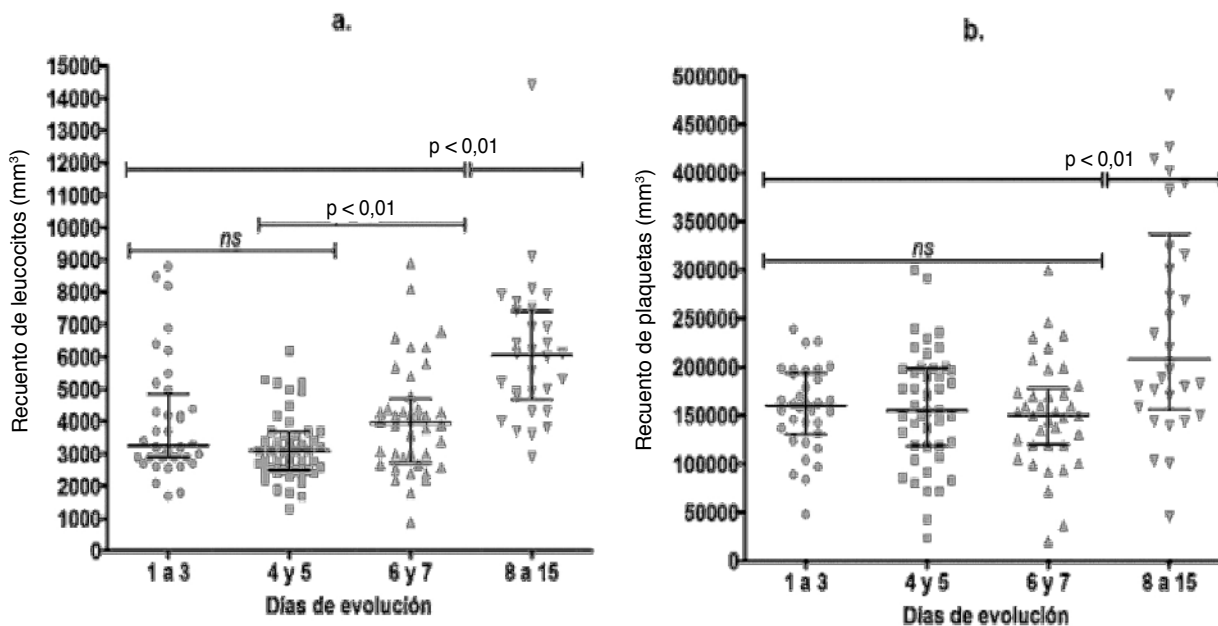 a.
Recuento de leucocitos (mm³)
15000
14000
13000
12000
11000
10000
9000
8000
7000
6000
5000
4000
3000
2000
1000
0
p < 0,01
p < 0,01
ns
1 a 3
4 y 5
6 y 7
8 a 15
Días de evolución
b.
Recuento de plaquetas (mm³)
500000
450000
400000
350000
300000
250000
200000
150000
100000
50000
0
p < 0,01
ns
1 a 3
4 y 5
6 y 7
8 a 15
Días de evolución